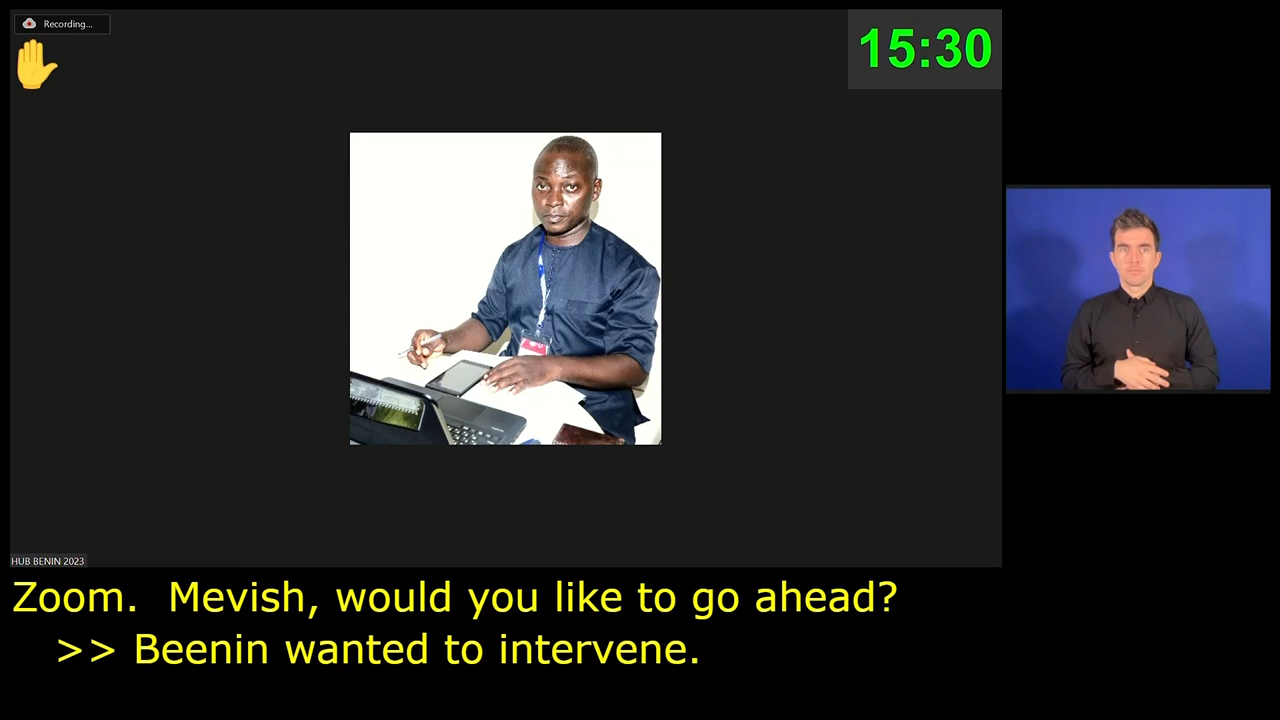 Recording...
15:30
HUB BENIN 2023
Zoom.  Mevish, would you like to go ahead?
>> Beenin wanted to intervene.